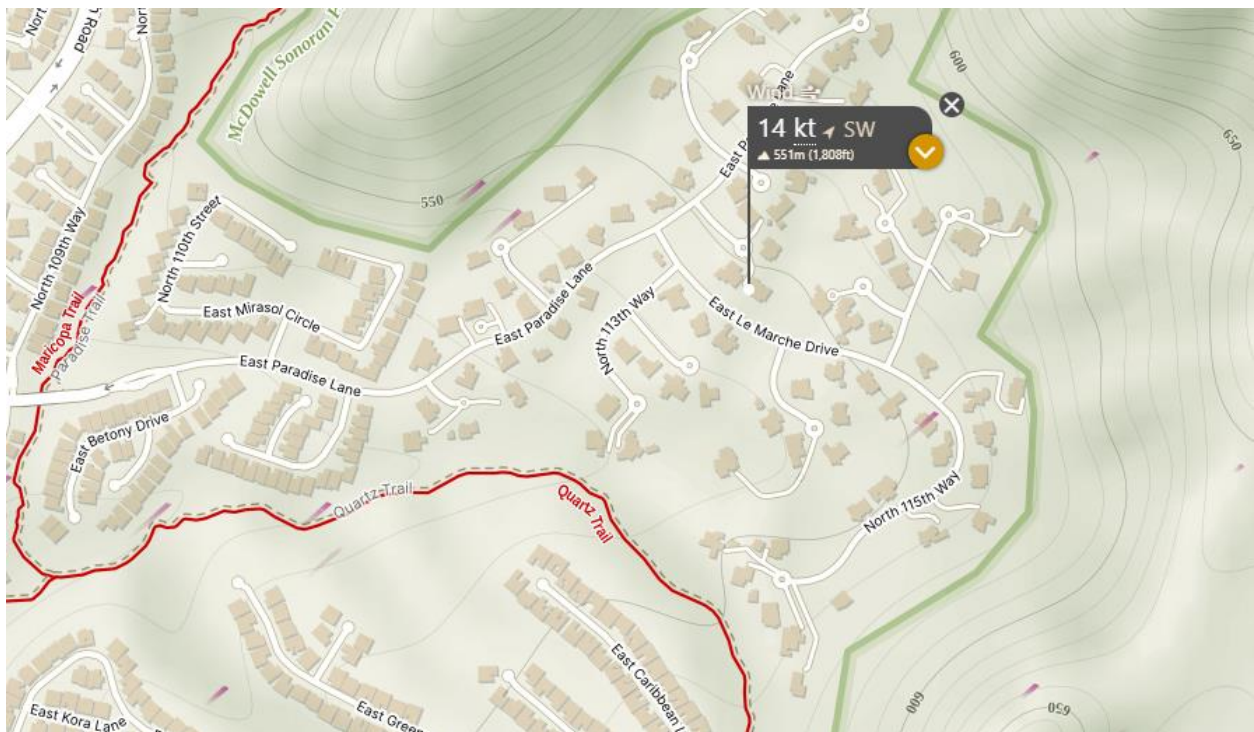 North
n Road
Nor
McDowell Sonoran P
600
650
Wind
14 kt SW
551m (1,808ft)
East P
e Lane
550
North 109th Way
North 110th Street
Maricopa Trail
Paradise Trail
East Mirasol Circle
East Paradise Lane
East Paradise Lane
North 113th Way
East Le Marche Drive
East Betony Drive
Quartz Trail
Quartz Trail
North 115th Way
East Kora Lane
East Green
East Caribbean L
600
650